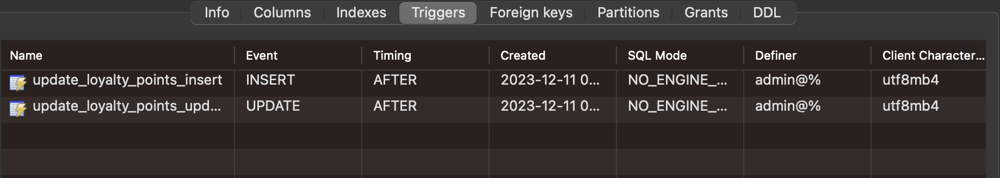 Info Columns Indexes Triggers Foreign keys Partitions Grants DDL
Name Event Timing Created SQL Mode Definer Client Character...
update_loyalty_points_insert INSERT AFTER 2023-12-11 0... NO_ENGINE_... admin@% utf8mb4
update_loyalty_points_upd... UPDATE AFTER 2023-12-11 0... NO_ENGINE_... admin@% utf8mb4